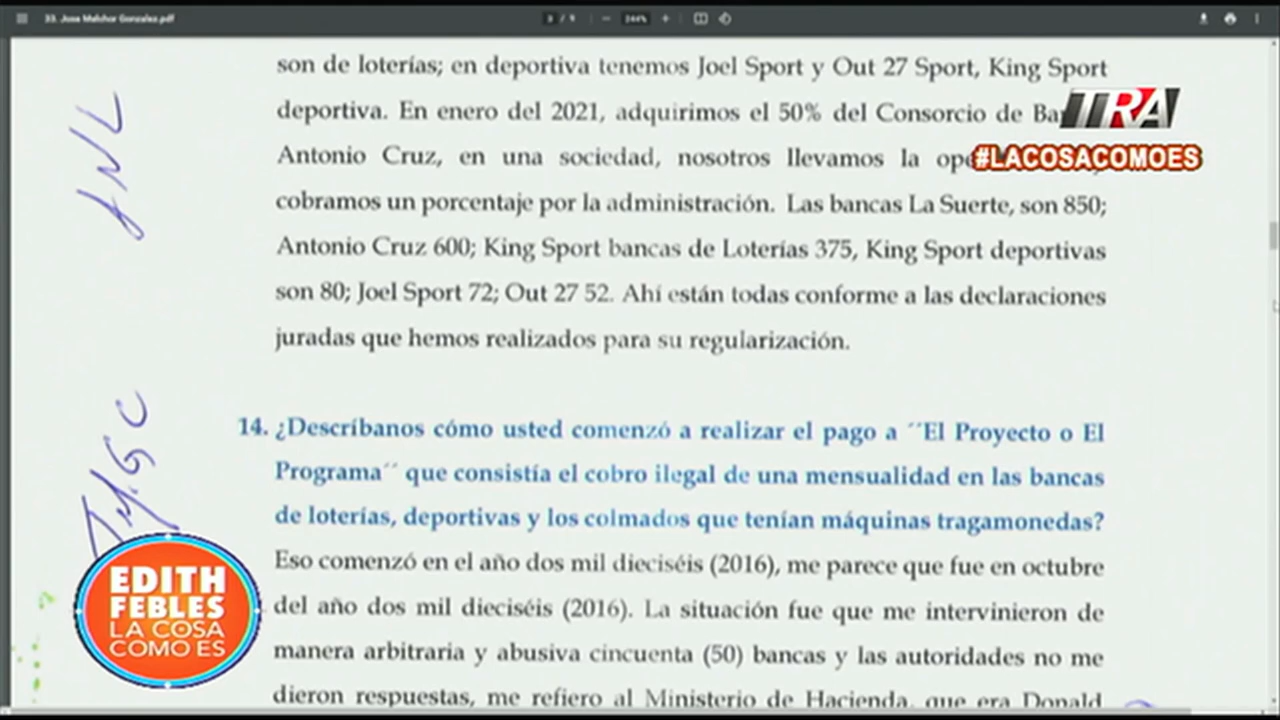 33. Jose Melchor Gonzalez.pdf
3 / 9
244%
son de loterías; en deportiva tenemos Joel Sport y Out 27 Sport, King Sport
deportiva. En enero del 2021, adquirimos el 50% del Consorcio de
TRA
Antonio Cruz, en una sociedad, nosotros llevamos la
#LACOSACOMOES
cobramos un porcentaje por la administración. Las bancas La Suerte, son 850;
Antonio Cruz 600; King Sport bancas de Loterías 375, King Sport deportivas
son 80; Joel Sport 72; Out 27 52. Ahí están todas conforme a las declaraciones
juradas que hemos realizados para su regularización.
14. ¿Descríbanos cómo usted comenzó a realizar el pago a ´´El Proyecto o El
Programa´´ que consistía el cobro ilegal de una mensualidad en las bancas
de loterías, deportivas y los colmados que tenían máquinas tragamonedas?
Eso comenzó en el año dos mil dieciséis (2016), me parece que fue en octubre
del año dos mil dieciséis (2016). La situación fue que me intervinieron de
manera arbitraria y abusiva cincuenta (50) bancas y las autoridades no me
dieron respuestas, me refiero al Ministerio de Hacienda, que era Donald
EDITH
FEBLES
LA COSA
COMO ES